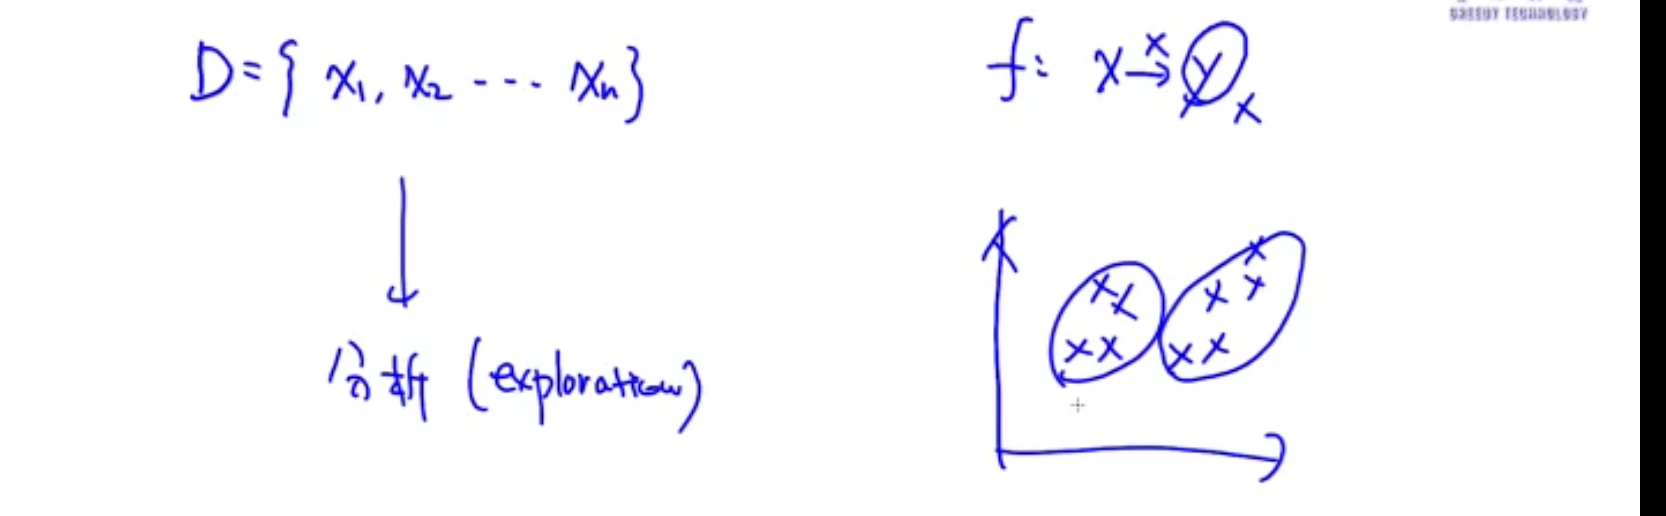 D={ x₁, x₂ --- xₙ}
f: x→y
分析 (exploration)